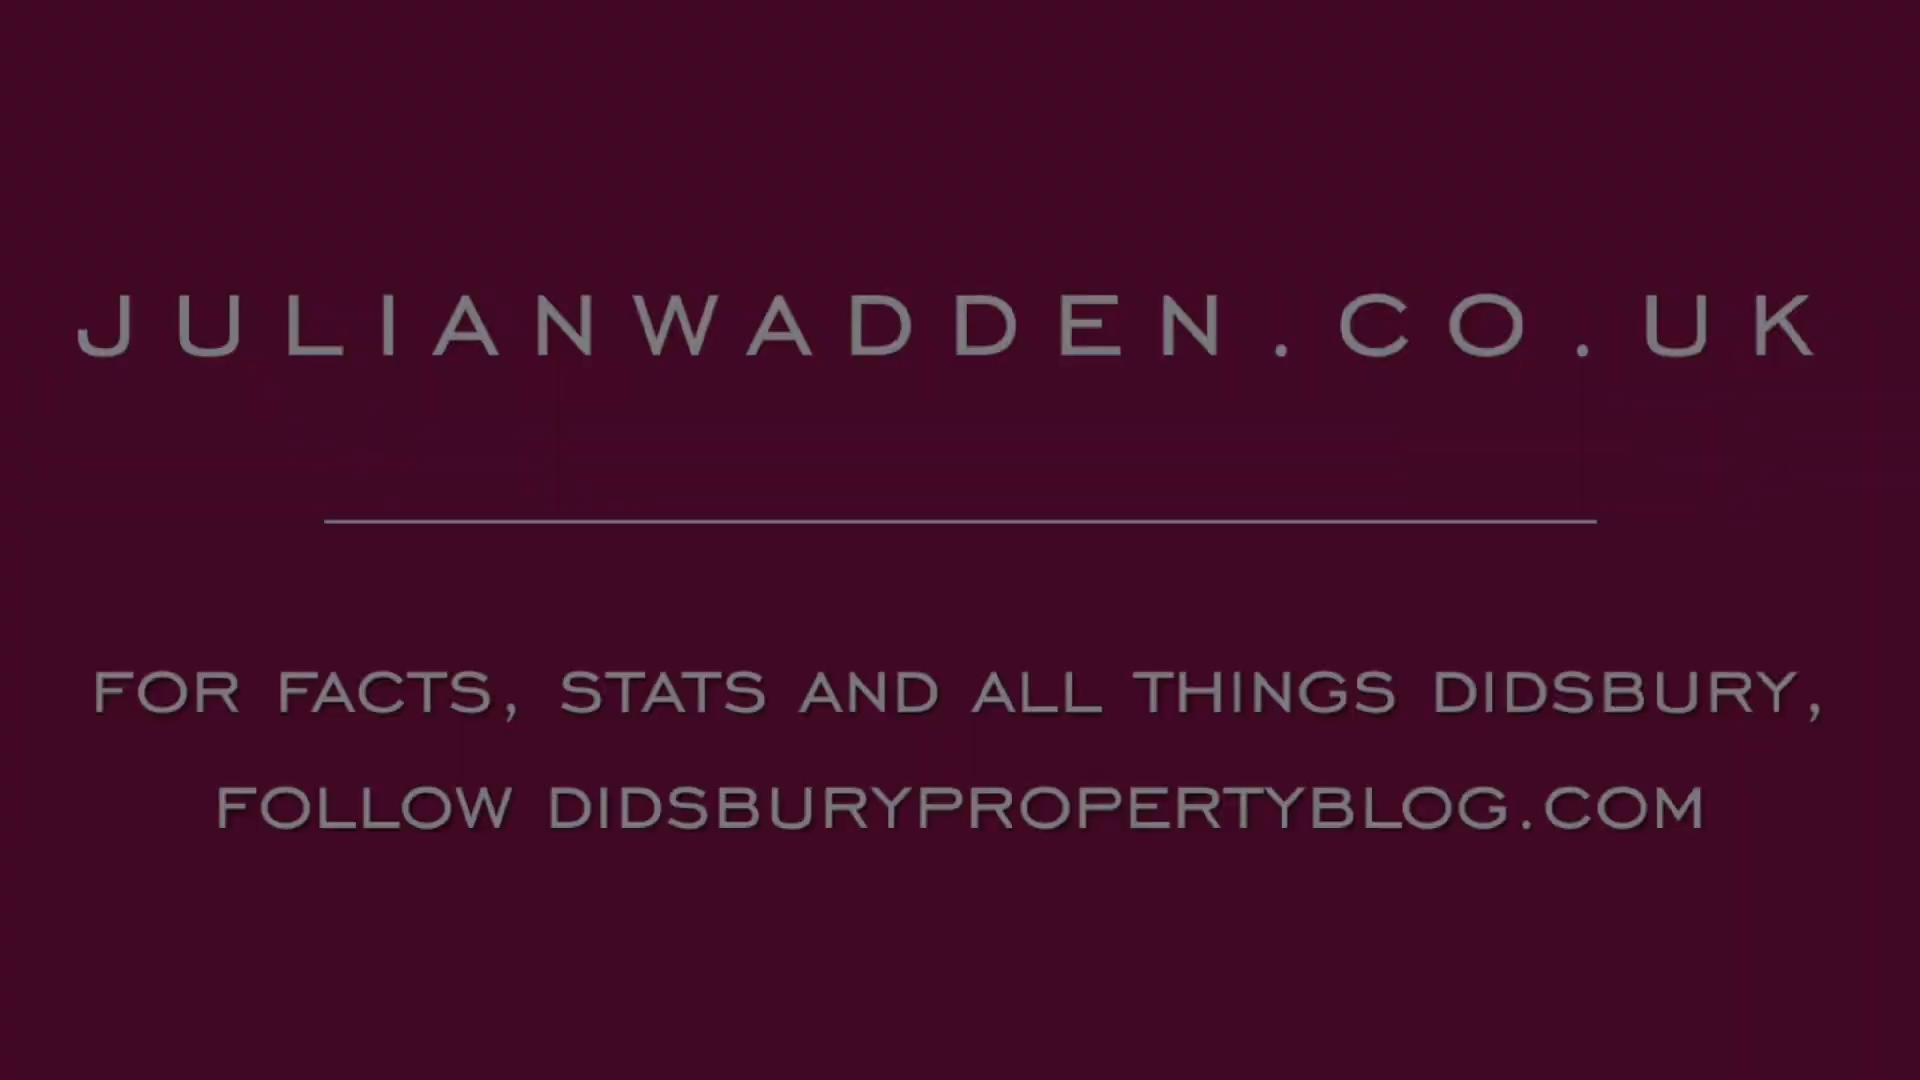 JULIANWADDEN.CO.UK
FOR FACTS, STATS AND ALL THINGS DIDSBURY,
FOLLOW DIDSBURYPROPERTYBLOG.COM